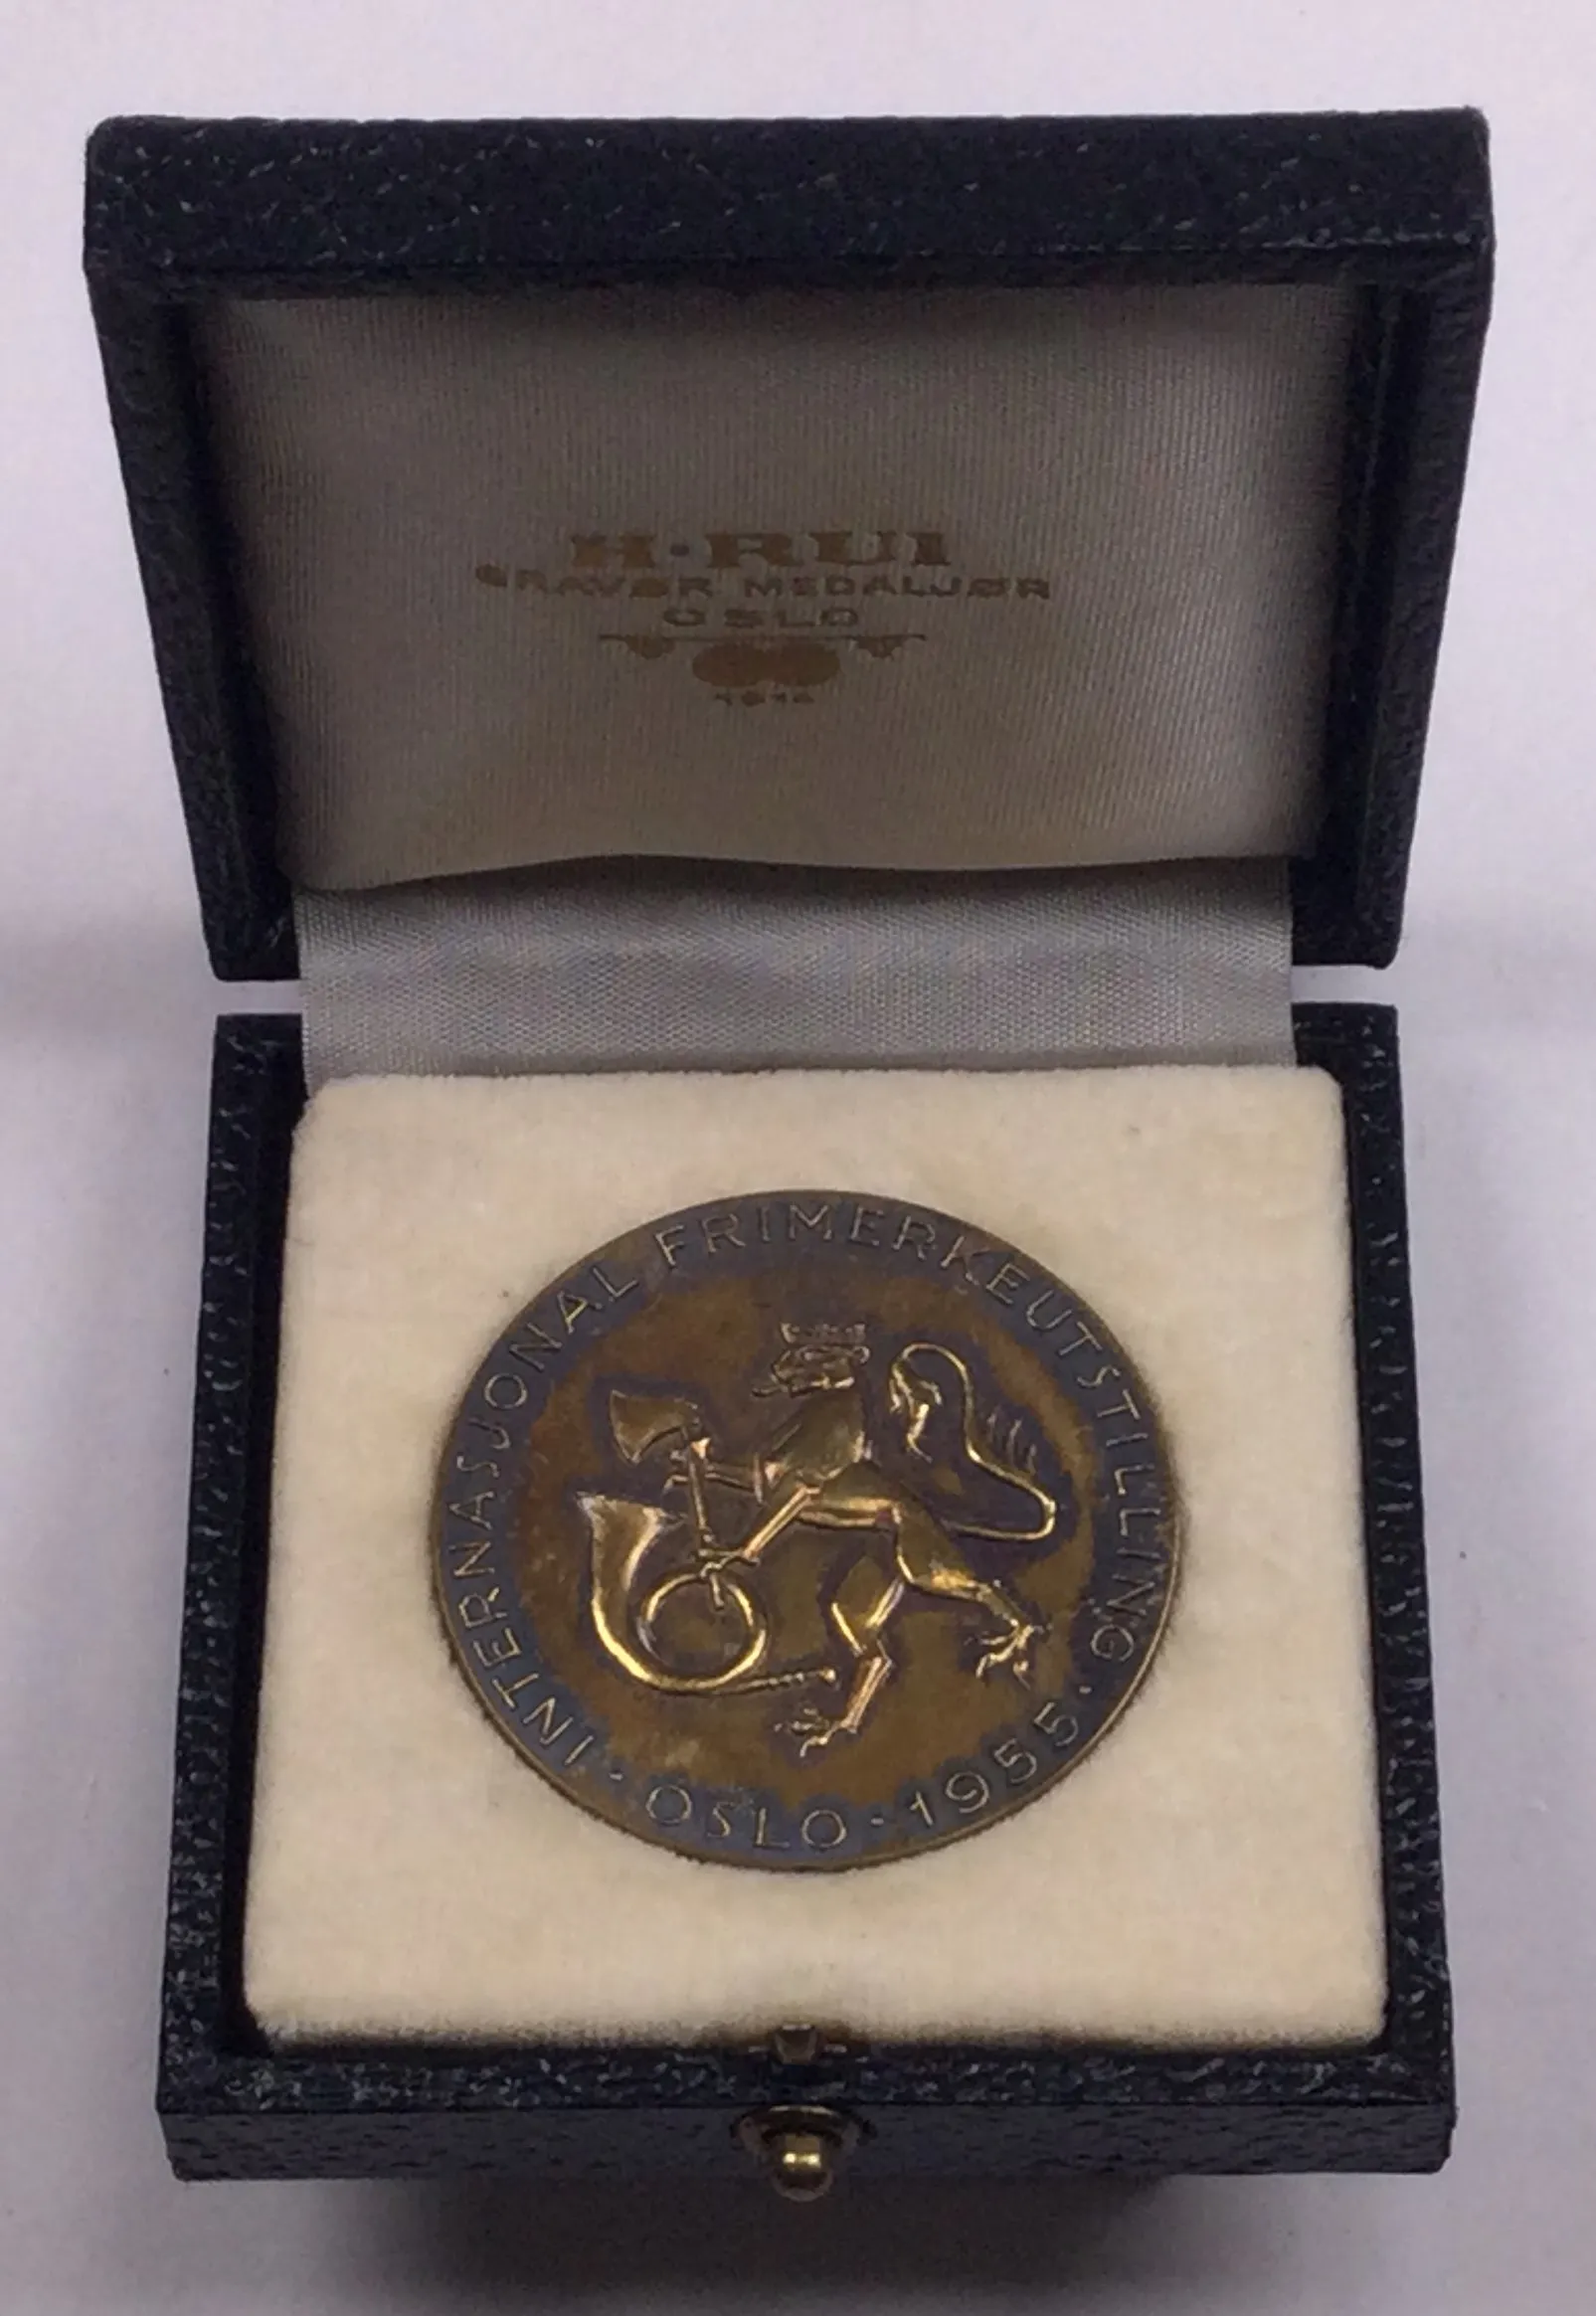 H·RUI
GRAVØR MEDALJØR
OSLO
INTERNASJONAL FRIMERKEUTSTILLING
· OSLO · 1955 ·